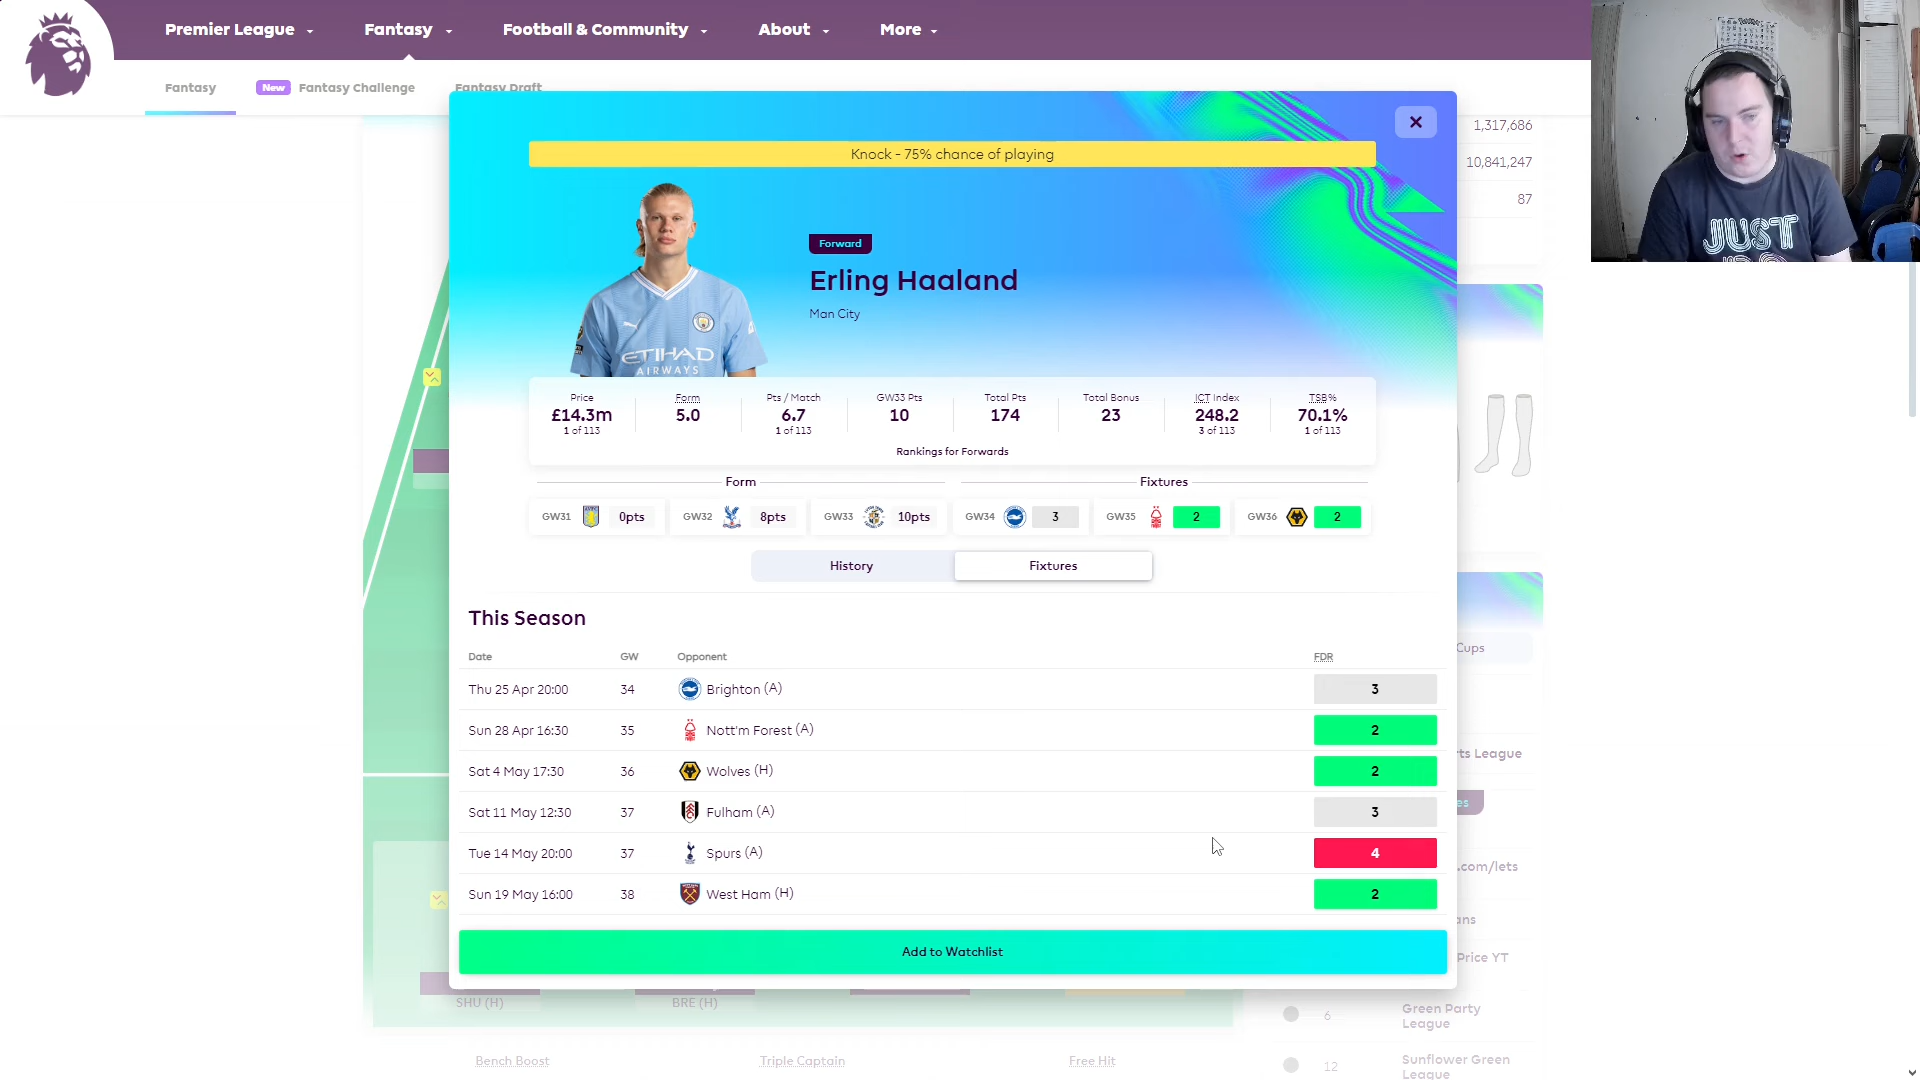 Premier League
Fantasy
Football & Community
About
More
Fantasy
New
Fantasy Challenge
Fantasy Draft
1,317,686
10,841,247
87
Knock - 75% chance of playing
Forward
Erling Haaland
Man City
ETIHAD
AIRWAYS
Price
£14.3m
1 of 113
Form
5.0
Pts / Match
6.7
1 of 113
GW33 Pts
10
Total Pts
174
Total Bonus
23
ICT Index
248.2
3 of 113
TSB%
70.1%
1 of 113
Rankings for Forwards
Form
Fixtures
GW31 0pts
GW32 8pts
GW33 10pts
GW34 3
GW35 2
GW36 2
History
Fixtures
This Season
Date GW Opponent FDR
Thu 25 Apr 20:00 34 Brighton (A) 3
Sun 28 Apr 16:30 35 Nott'm Forest (A) 2
Sat 4 May 17:30 36 Wolves (H) 2
Sat 11 May 12:30 37 Fulham (A) 3
Tue 14 May 20:00 37 Spurs (A) 4
Sun 19 May 16:00 38 West Ham (H) 2
Add to Watchlist
Cups
rts League
es
.com/lets
ans
Price YT
6 Green Party
League
12 Sunflower Green
League
SHU (H)
BRE (H)
Bench Boost
Triple Captain
Free Hit
JUST